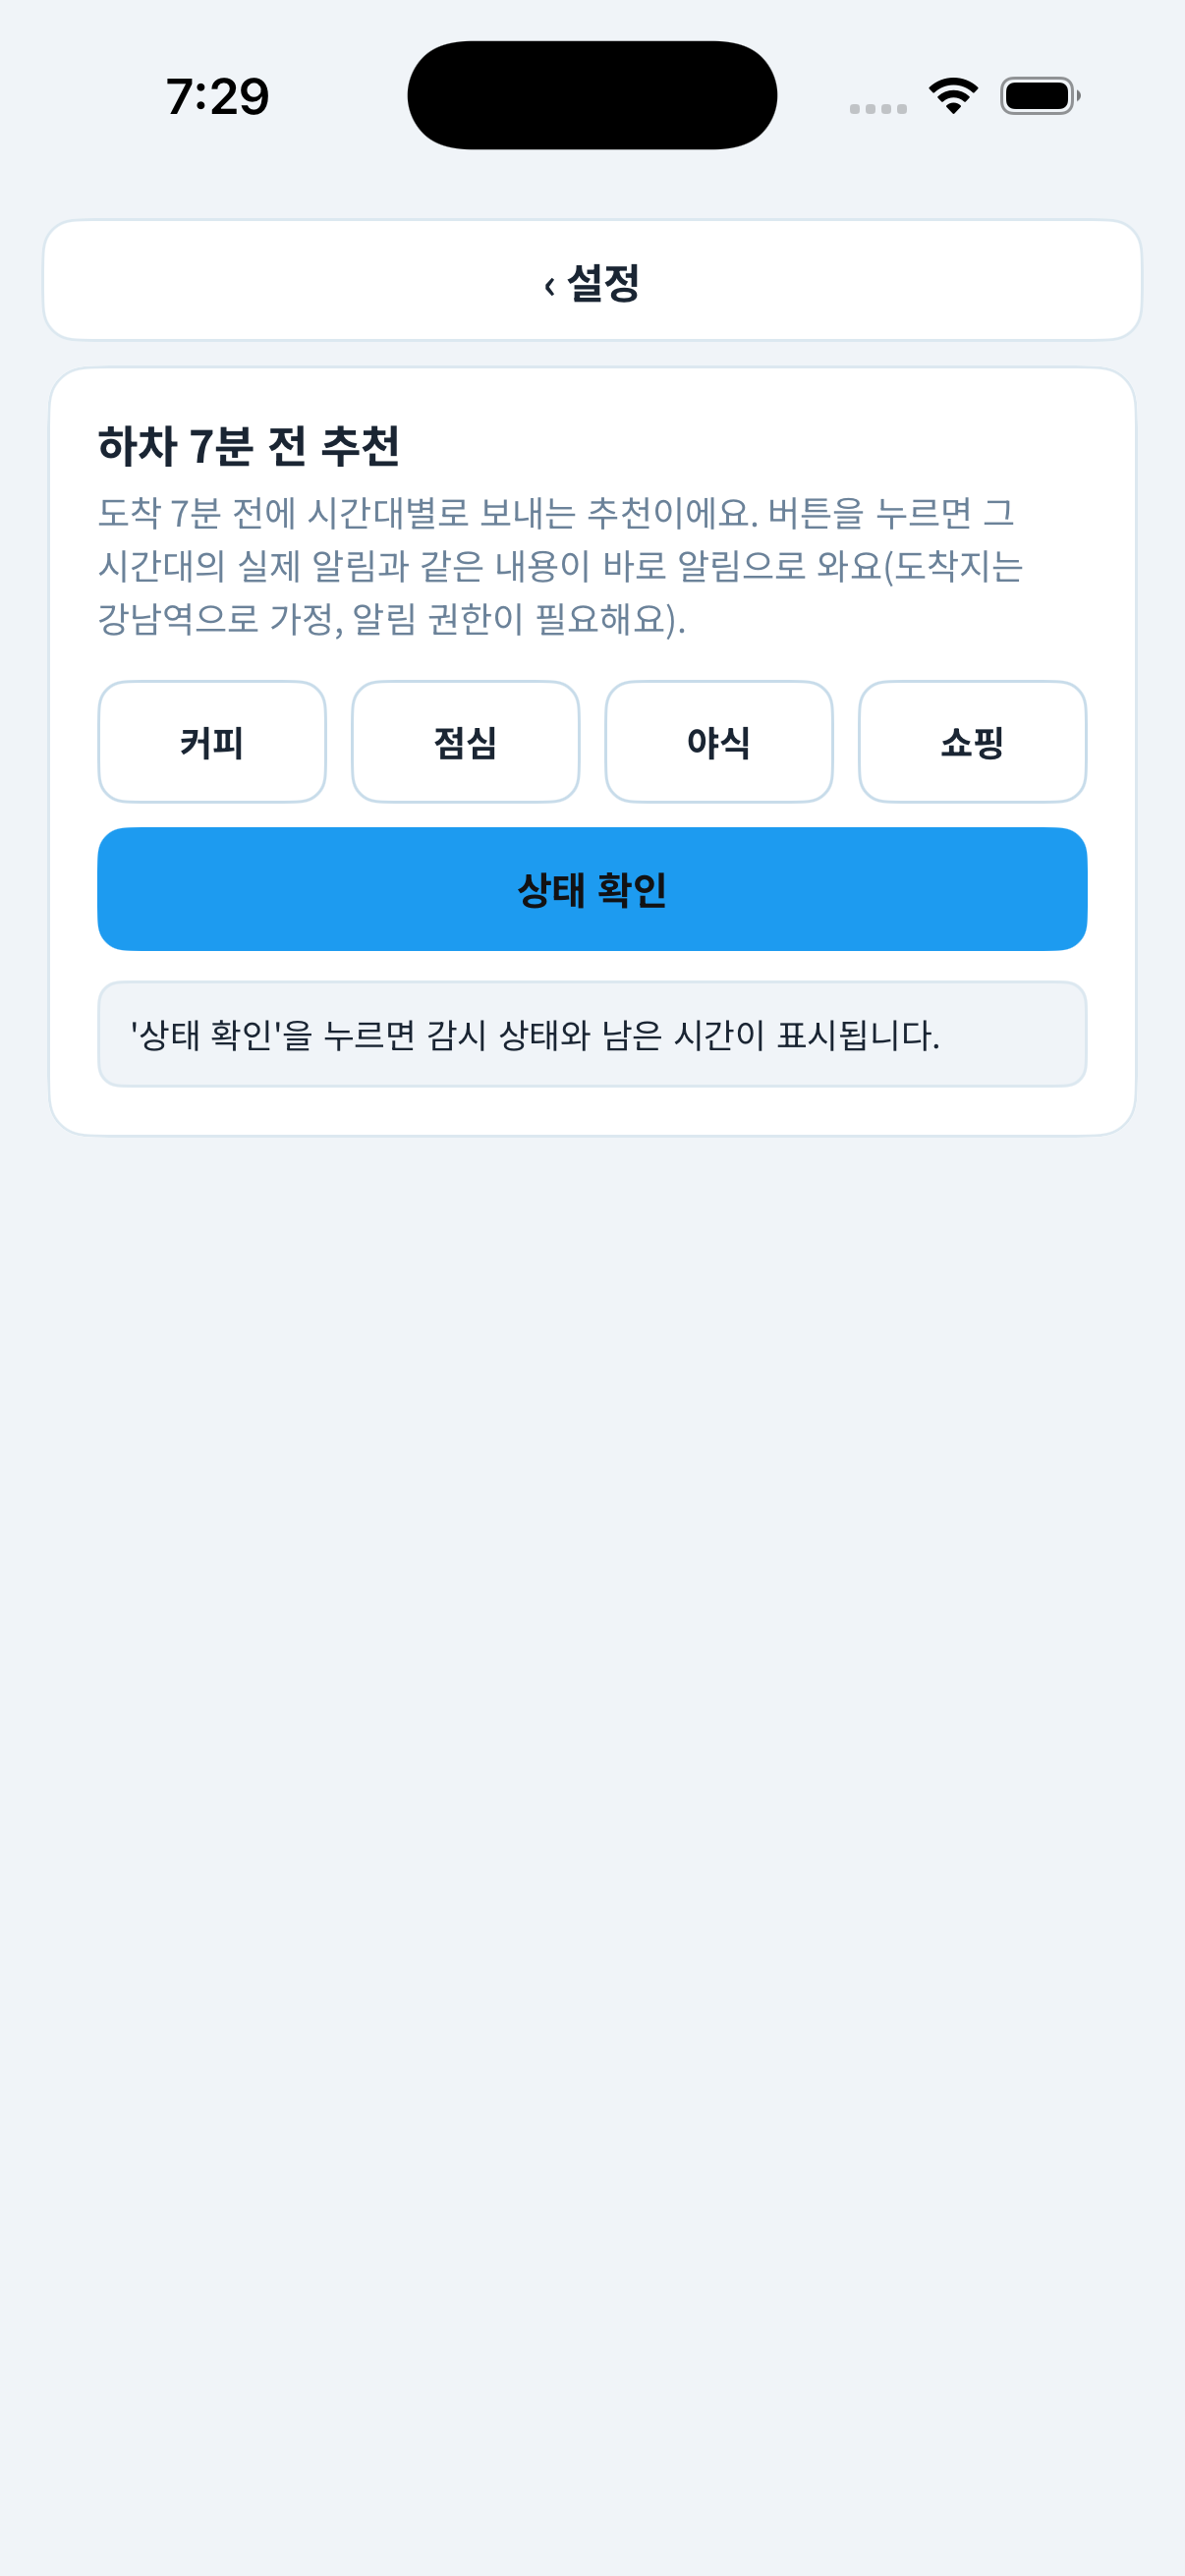 7:29
‹ 설정
하차 7분 전 추천
도착 7분 전에 시간대별로 보내는 추천이에요. 버튼을 누르면 그
시간대의 실제 알림과 같은 내용이 바로 알림으로 와요(도착지는
강남역으로 가정, 알림 권한이 필요해요).
커피 점심 야식 쇼핑
상태 확인
'상태 확인'을 누르면 감시 상태와 남은 시간이 표시됩니다.